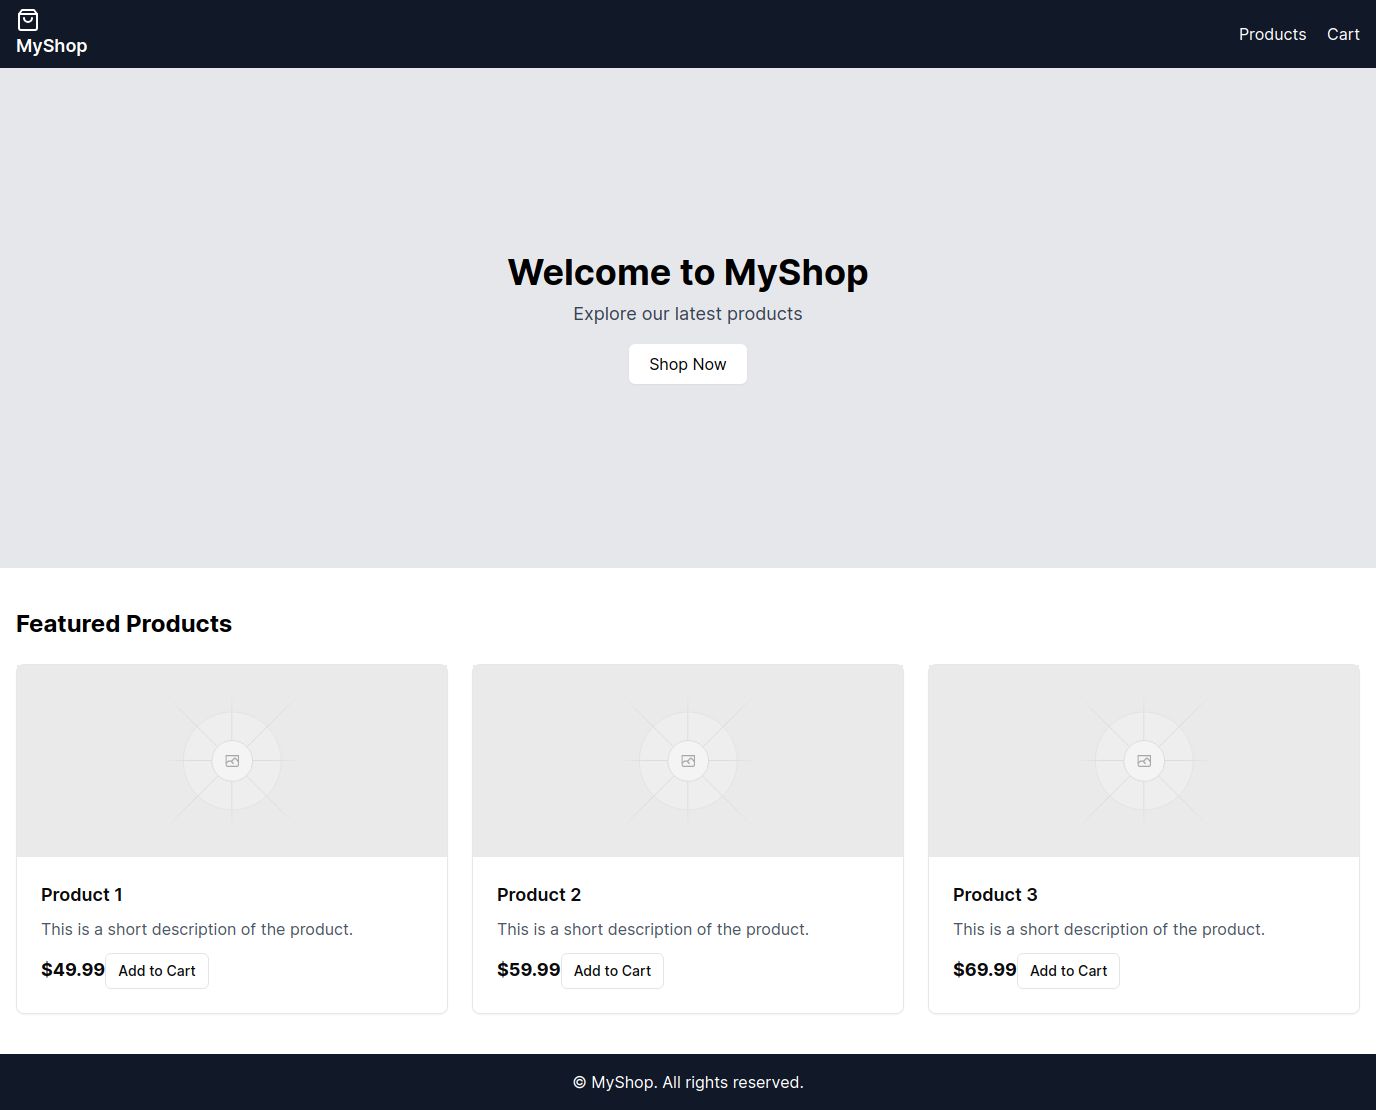 MyShop
Products Cart
Welcome to MyShop
Explore our latest products
Shop Now
Featured Products
Product 1
This is a short description of the product.
$49.99 Add to Cart
Product 2
This is a short description of the product.
$59.99 Add to Cart
Product 3
This is a short description of the product.
$69.99 Add to Cart
© MyShop. All rights reserved.